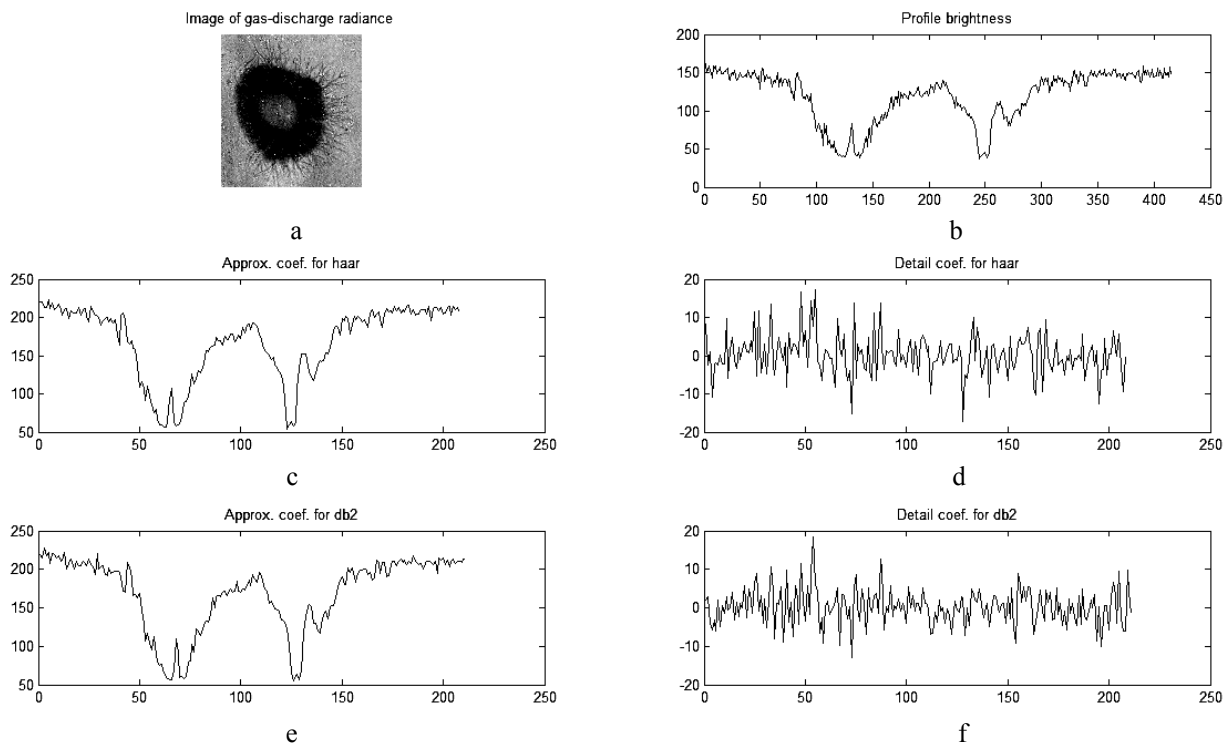 Image of gas-discharge radiance
a
Profile brightness
200
150
100
50
0
0 50 100 150 200 250 300 350 400 450
b
Approx. coef. for haar
250
200
150
100
50
0 50 100 150 200 250
c
Detail coef. for haar
20
10
0
-10
-20
0 50 100 150 200 250
d
Approx. coef. for db2
250
200
150
100
50
0 50 100 150 200 250
e
Detail coef. for db2
20
10
0
-10
-20
0 50 100 150 200 250
f